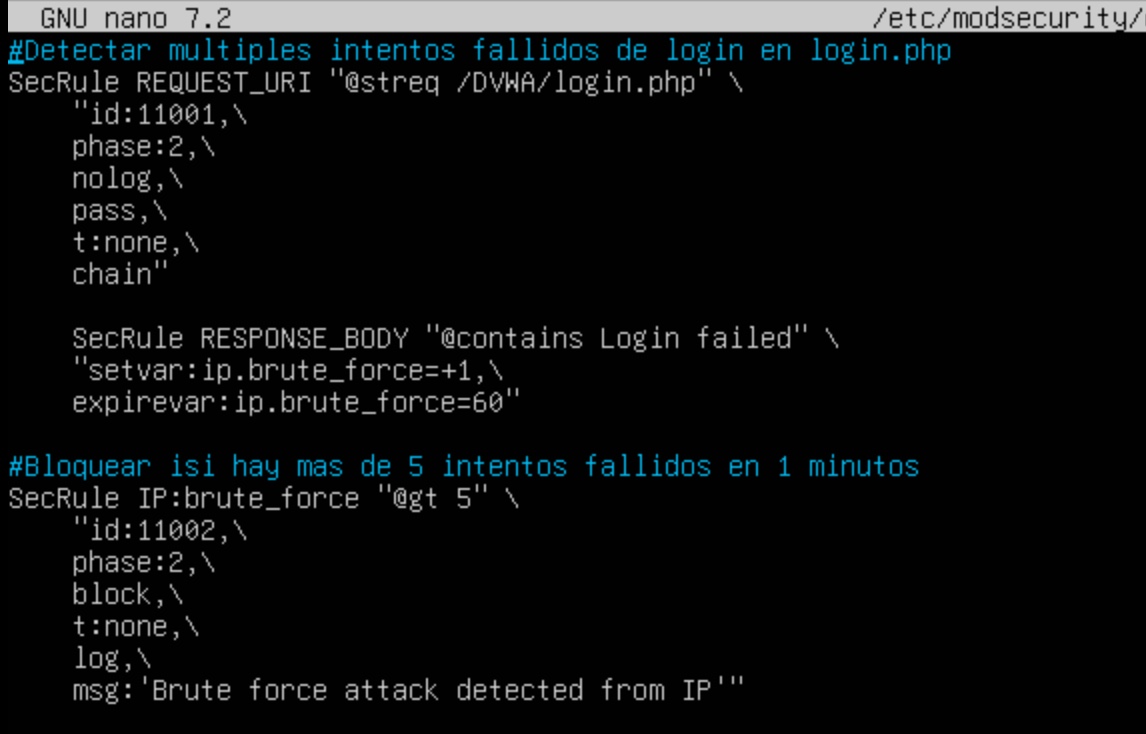 GNU nano 7.2 /etc/modsecurity/
#Detectar multiples intentos fallidos de login en login.php
SecRule REQUEST_URI "@streq /DVWA/login.php" \
"id:11001,\
phase:2,\
nolog,\
pass,\
t:none,\
chain"
SecRule RESPONSE_BODY "@contains Login failed" \
"setvar:ip.brute_force=+1,\
expirevar:ip.brute_force=60"
#Bloquear isi hay mas de 5 intentos fallidos en 1 minutos
SecRule IP:brute_force "@gt 5" \
"id:11002,\
phase:2,\
block,\
t:none,\
log,\
msg:'Brute force attack detected from IP'"